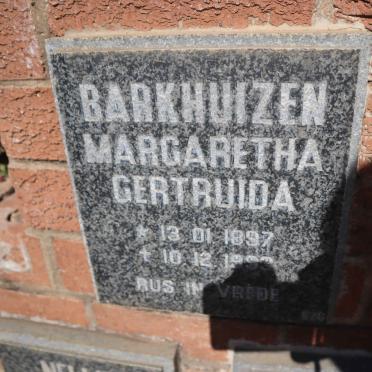 BARKHUIZEN
MARGARETHA
GERTRUIDA
* 13 01 1897
† 10 12
RUS IN VREDE